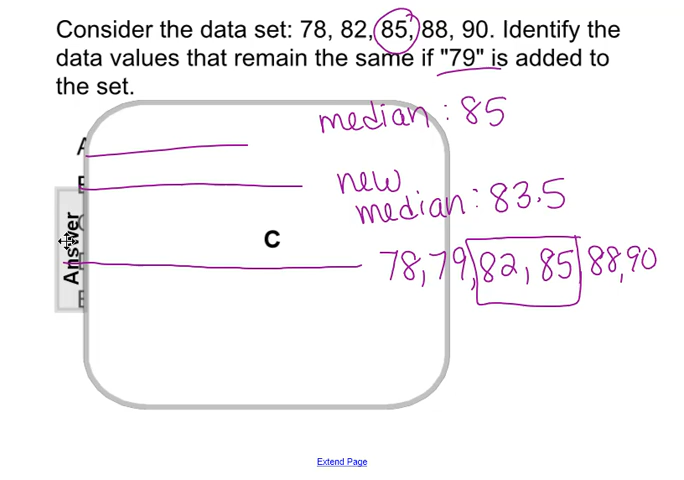 Consider the data set: 78, 82, 85, 88, 90. Identify the
data values that remain the same if "79" is added to
the set.
median : 85
A
new
median : 83.5
Answer
C
78, 79, 82, 85, 88, 90
Extend Page